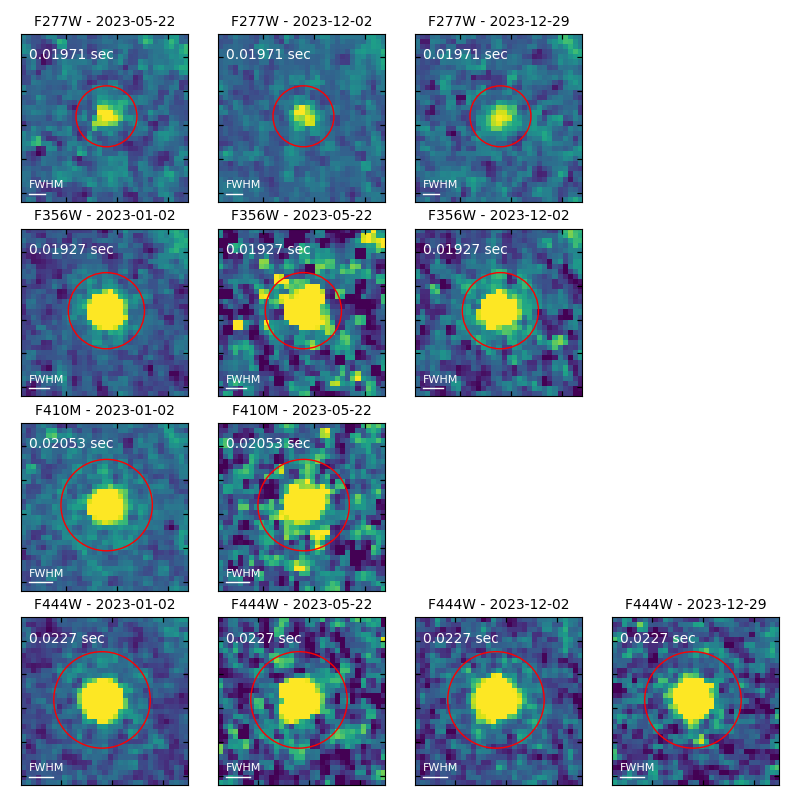 F277W - 2023-05-22
F277W - 2023-12-02
F277W - 2023-12-29
0.01971 sec
0.01971 sec
0.01971 sec
FWHM
FWHM
FWHM
F356W - 2023-01-02
F356W - 2023-05-22
F356W - 2023-12-02
0.01927 sec
0.01927 sec
0.01927 sec
FWHM
FWHM
FWHM
F410M - 2023-01-02
F410M - 2023-05-22
0.02053 sec
0.02053 sec
FWHM
FWHM
F444W - 2023-01-02
F444W - 2023-05-22
F444W - 2023-12-02
F444W - 2023-12-29
0.0227 sec
0.0227 sec
0.0227 sec
0.0227 sec
FWHM
FWHM
FWHM
FWHM